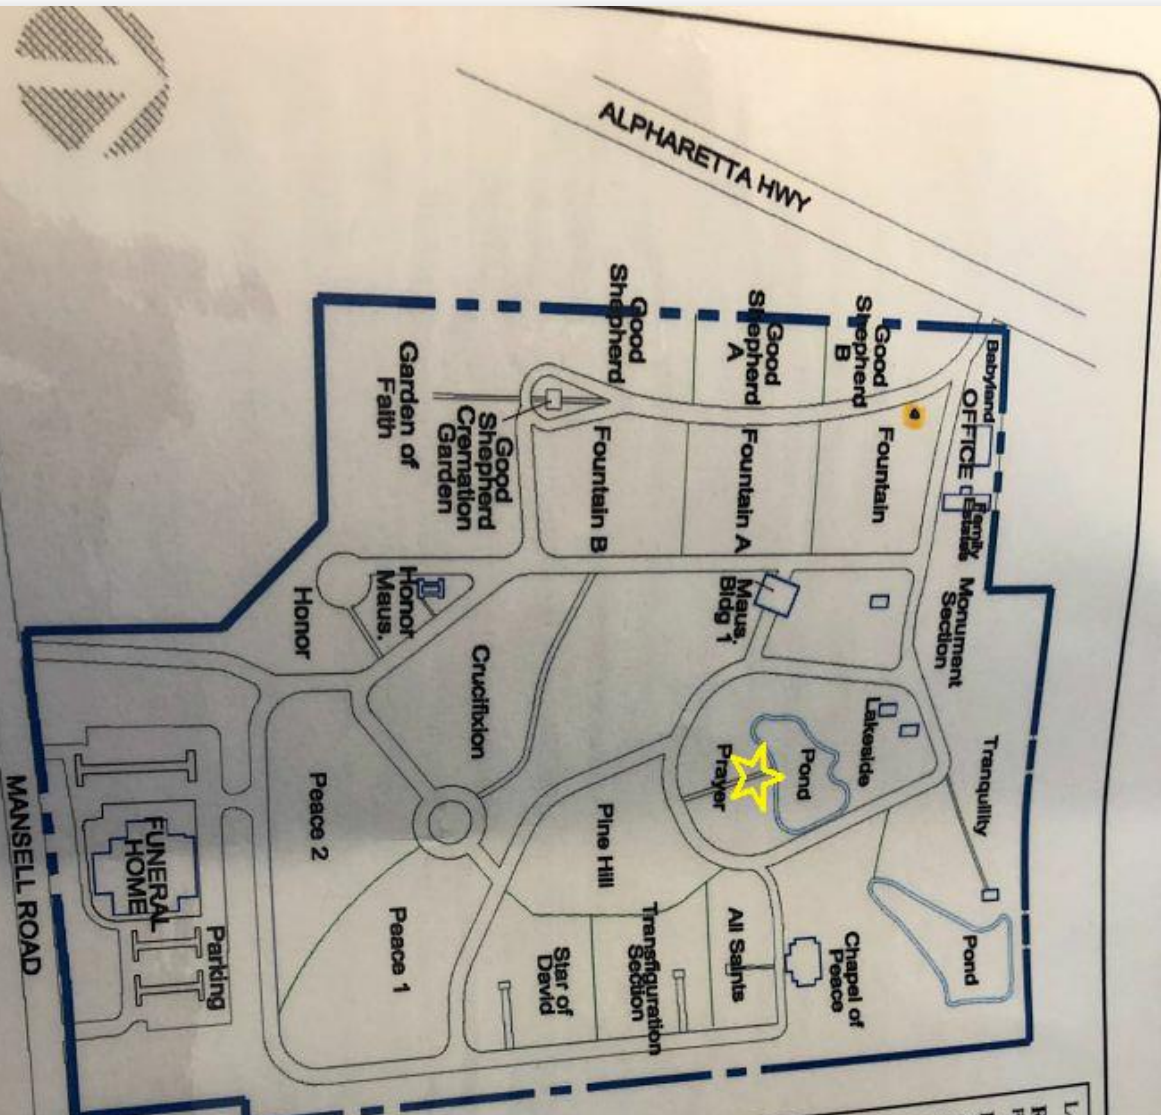 ALPHARETTA HWY
Good
Shepherd
Good
Shepherd
A
Good
Shepherd
B
Babyland
OFFICE
Family
Estates
Monument
Section
Garden of
Faith
Good
Shepherd
Cremation
Garden
Fountain B
Fountain A
Fountain
Honor
Maus.
Honor
Maus.
Bldg 1
Crucifixion
Lakeside
Pond
Prayer
Tranquility
Pond
Peace 2
Pine Hill
Peace 1
Star of
David
Transfiguration
Section
All Saints
Chapel of
Peace
FUNERAL
HOME
Parking
MANSELL ROAD